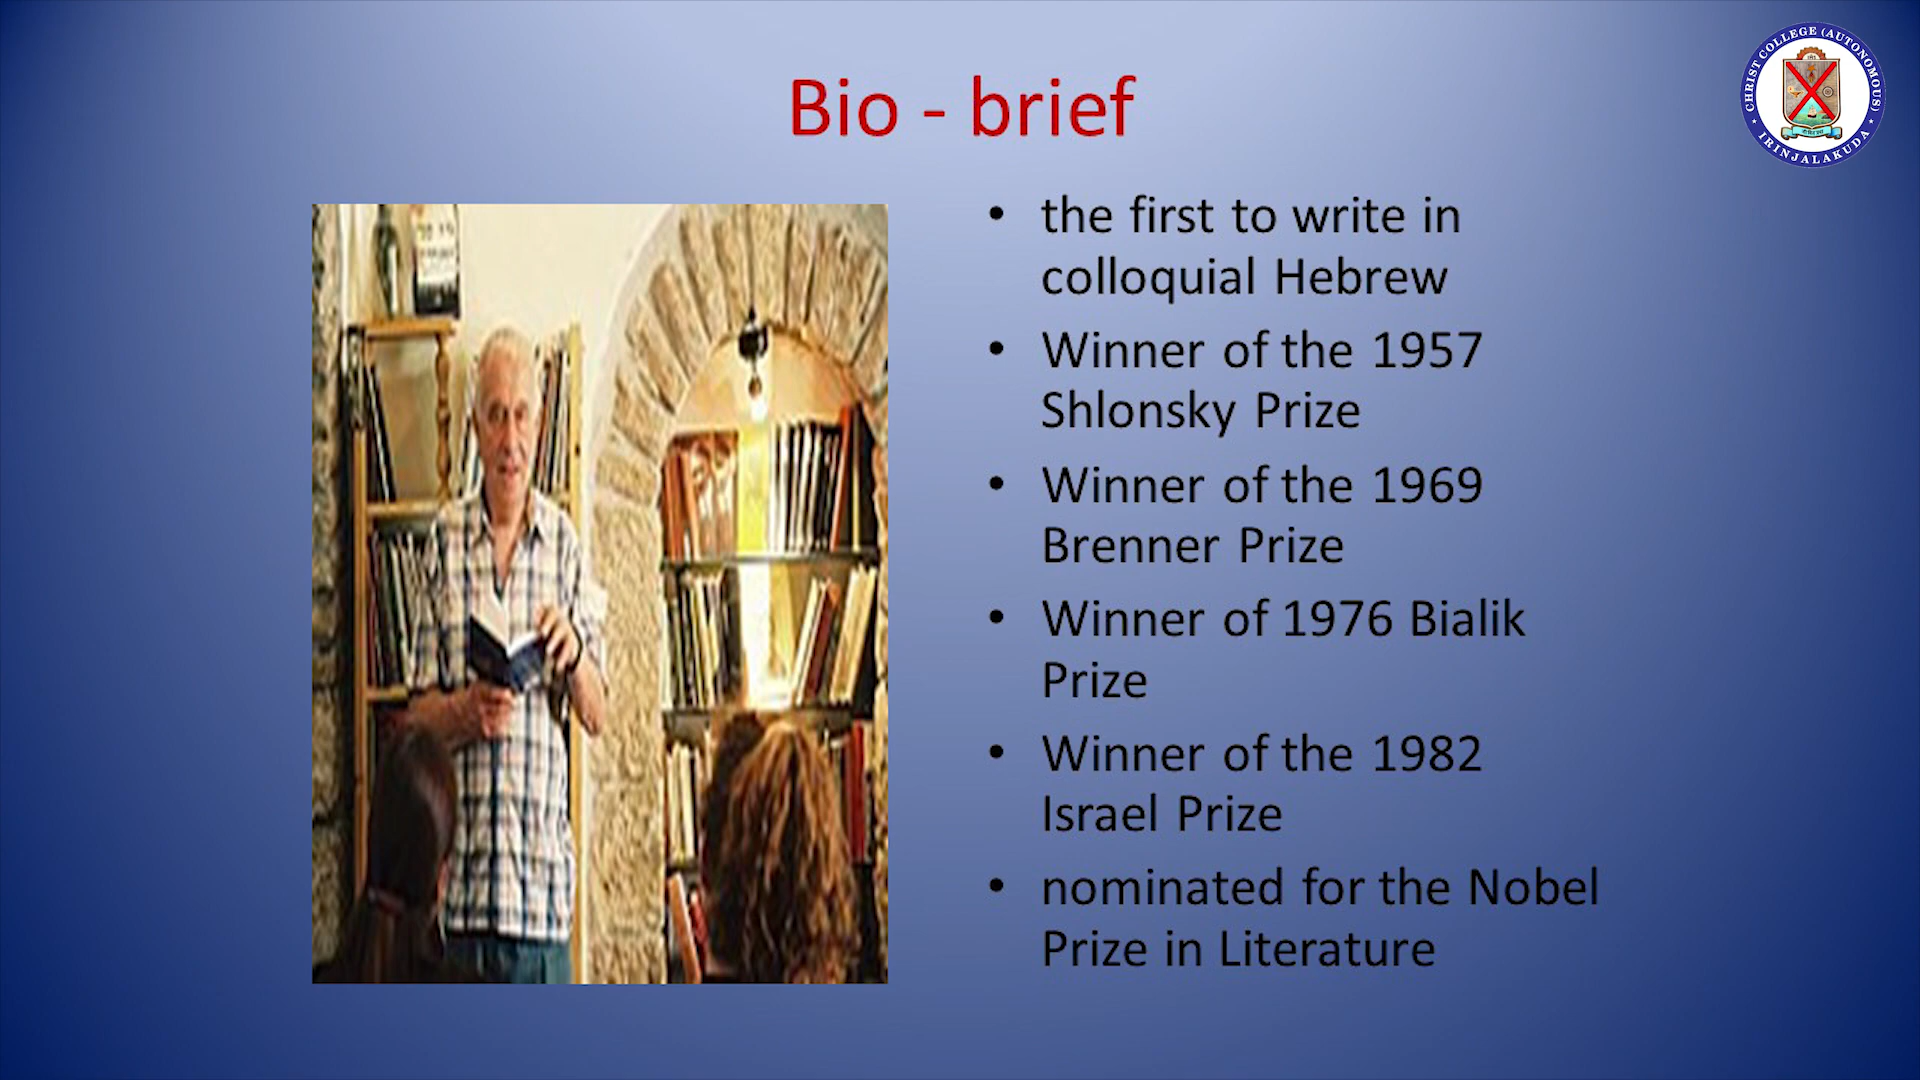 Bio - brief
CHRIST COLLEGE (AUTONOMOUS)
IRINJALAKUDA
• the first to write in
colloquial Hebrew
• Winner of the 1957
Shlonsky Prize
• Winner of the 1969
Brenner Prize
• Winner of 1976 Bialik
Prize
• Winner of the 1982
Israel Prize
• nominated for the Nobel
Prize in Literature